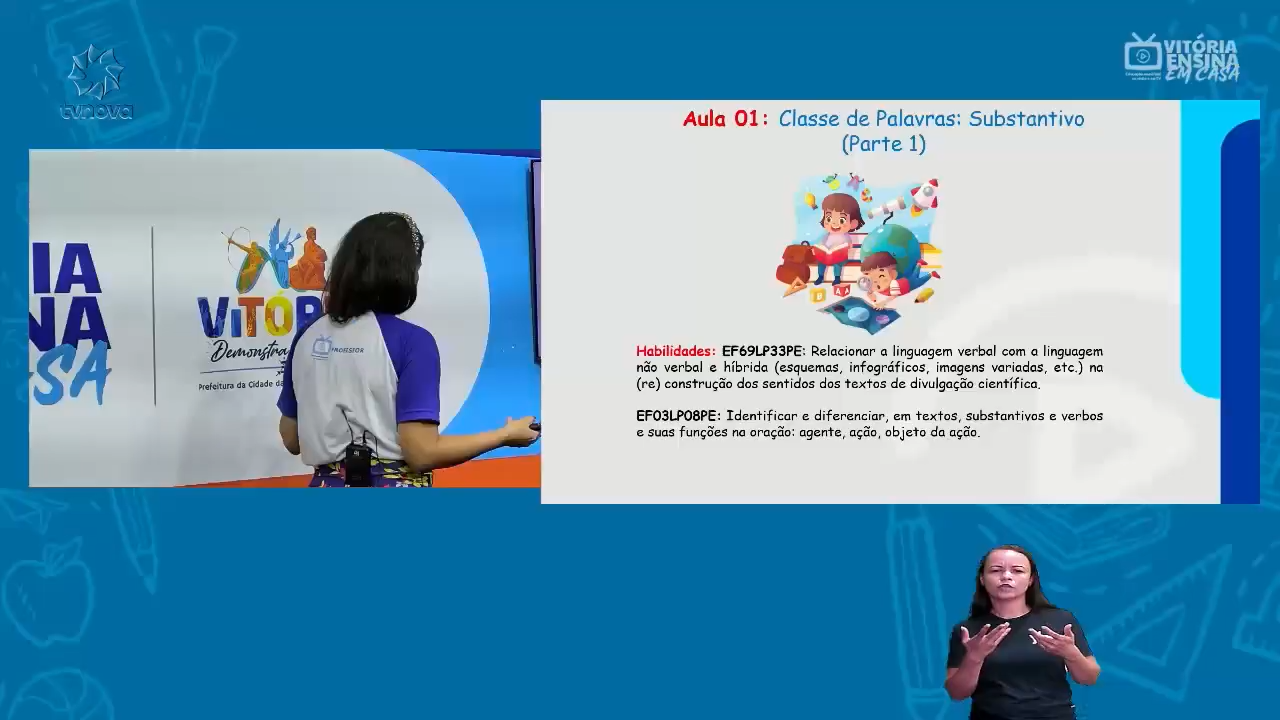 tvnova
VITÓRIA
ENSINA
EM CASA
Aula 01: Classe de Palavras: Substantivo
(Parte 1)
IA
NA
SA
VITÓR
Demonstra
Prefeitura da Cidade da
PROFESSOR
Habilidades: EF69LP33PE: Relacionar a linguagem verbal com a linguagem
não verbal e híbrida (esquemas, infográficos, imagens variadas, etc.) na
(re) construção dos sentidos dos textos de divulgação científica.
EF03LP08PE: Identificar e diferenciar, em textos, substantivos e verbos
e suas funções na oração: agente, ação, objeto da ação.